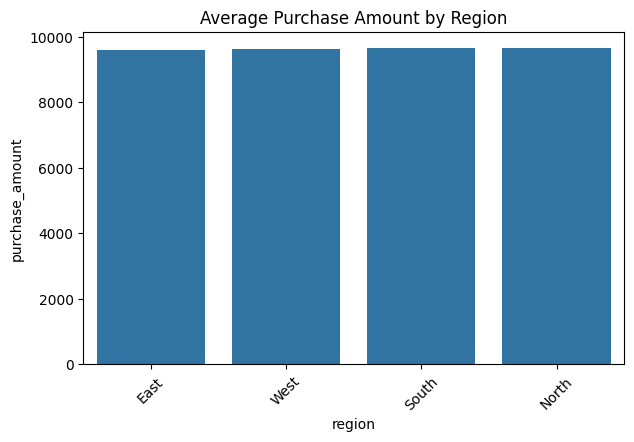 Average Purchase Amount by Region
purchase_amount
10000
8000
6000
4000
2000
0
East
West
South
North
region